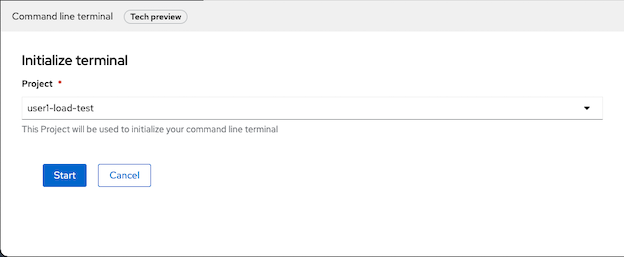 Command line terminal Tech preview
Initialize terminal
Project *
user1-load-test
This Project will be used to initialize your command line terminal
Start Cancel